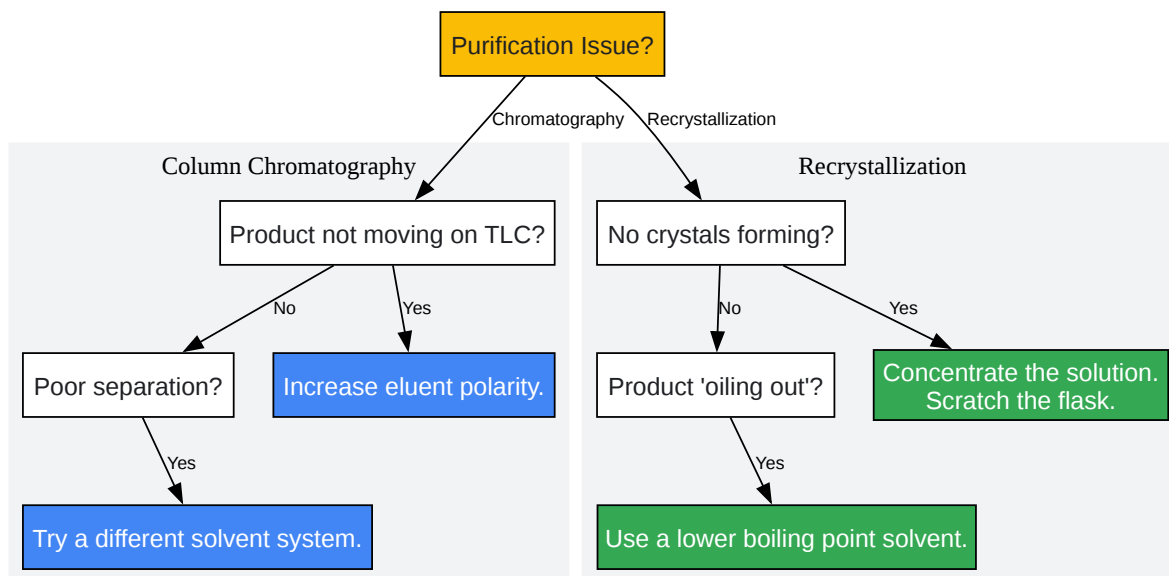 Purification Issue?
Chromatography
Recrystallization
Column Chromatography
Recrystallization
Product not moving on TLC?
No crystals forming?
No
Yes
No
Yes
Poor separation?
Increase eluent polarity.
Product 'oiling out'?
Concentrate the solution.
Scratch the flask.
Yes
Yes
Try a different solvent system.
Use a lower boiling point solvent.